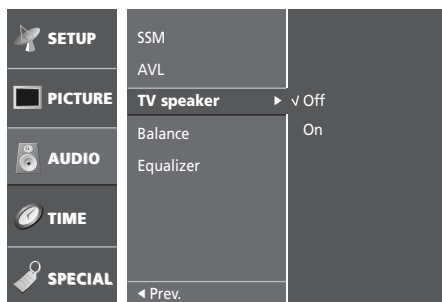 SETUP
PICTURE
AUDIO
TIME
SPECIAL
SSM
AVL
TV speaker ▶
Balance
Equalizer
◀ Prev.
√ Off
On